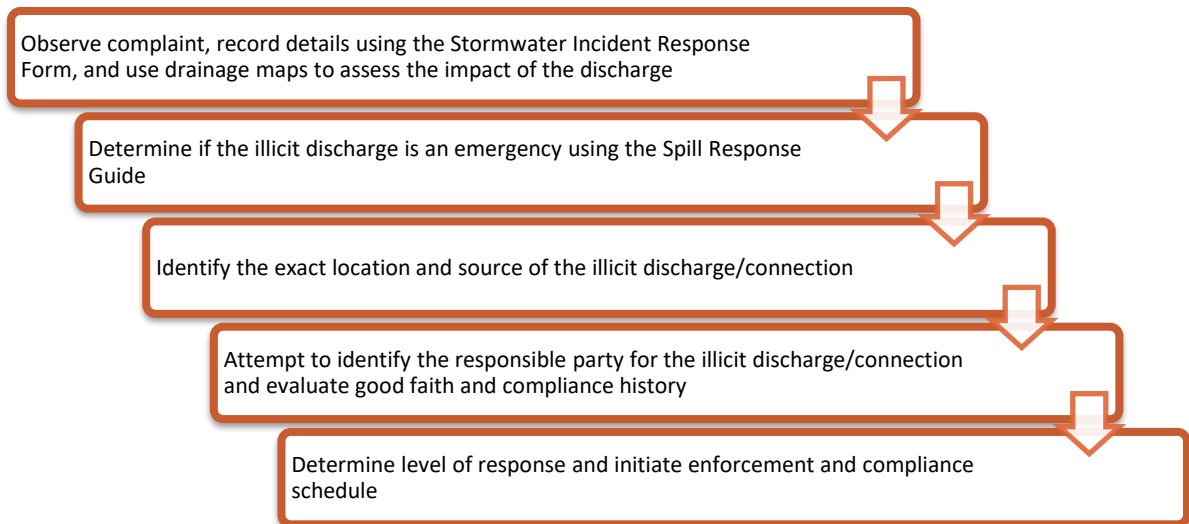 Observe complaint, record details using the Stormwater Incident Response
Form, and use drainage maps to assess the impact of the discharge
Determine if the illicit discharge is an emergency using the Spill Response
Guide
Identify the exact location and source of the illicit discharge/connection
Attempt to identify the responsible party for the illicit discharge/connection
and evaluate good faith and compliance history
Determine level of response and initiate enforcement and compliance
schedule